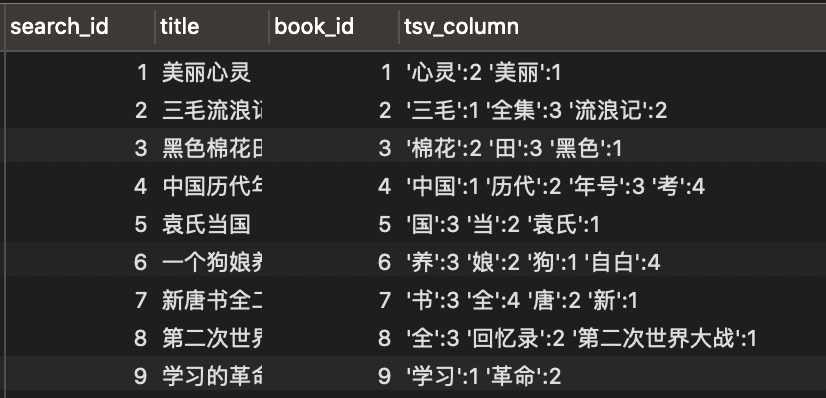 search_id title book_id tsv_column
1 美丽心灵 1 '心灵':2 '美丽':1
2 三毛流浪记 2 '三毛':1 '全集':3 '流浪记':2
3 黑色棉花田 3 '棉花':2 '田':3 '黑色':1
4 中国历代年 4 '中国':1 '历代':2 '年号':3 '考':4
5 袁氏当国 5 '国':3 '当':2 '袁氏':1
6 一个狗娘养 6 '养':3 '娘':2 '狗':1 '自白':4
7 新唐书全二 7 '书':3 '全':4 '唐':2 '新':1
8 第二次世界 8 '全':3 '回忆录':2 '第二次世界大战':1
9 学习的革命 9 '学习':1 '革命':2